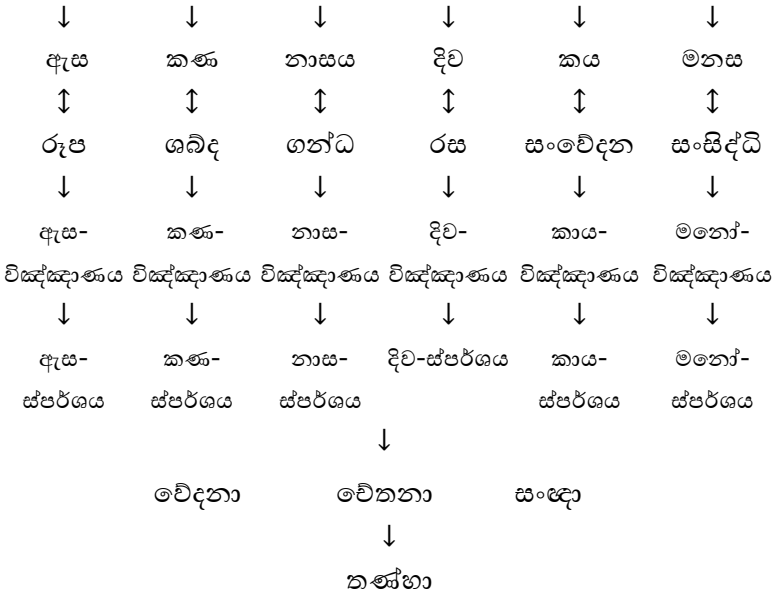 ↓ ↓ ↓ ↓ ↓ ↓
ඇස කණ නාසය දිව කය මනස
↕ ↕ ↕ ↕ ↕ ↕
රූප ශබ්ද ගන්ධ රස සංවේදන සංසිද්ධි
↓ ↓ ↓ ↓ ↓ ↓
ඇස- කණ- නාස- දිව- කාය- මනෝ-
විඤ්ඤාණය විඤ්ඤාණය විඤ්ඤාණය විඤ්ඤාණය විඤ්ඤාණය විඤ්ඤාණය
↓ ↓ ↓ ↓ ↓ ↓
ඇස- කණ- නාස- දිව-ස්පර්ශය කාය- මනෝ-
ස්පර්ශය ස්පර්ශය ස්පර්ශය ස්පර්ශය ස්පර්ශය
↓
වේදනා චේතනා සංඥා
↓
තණ්හා